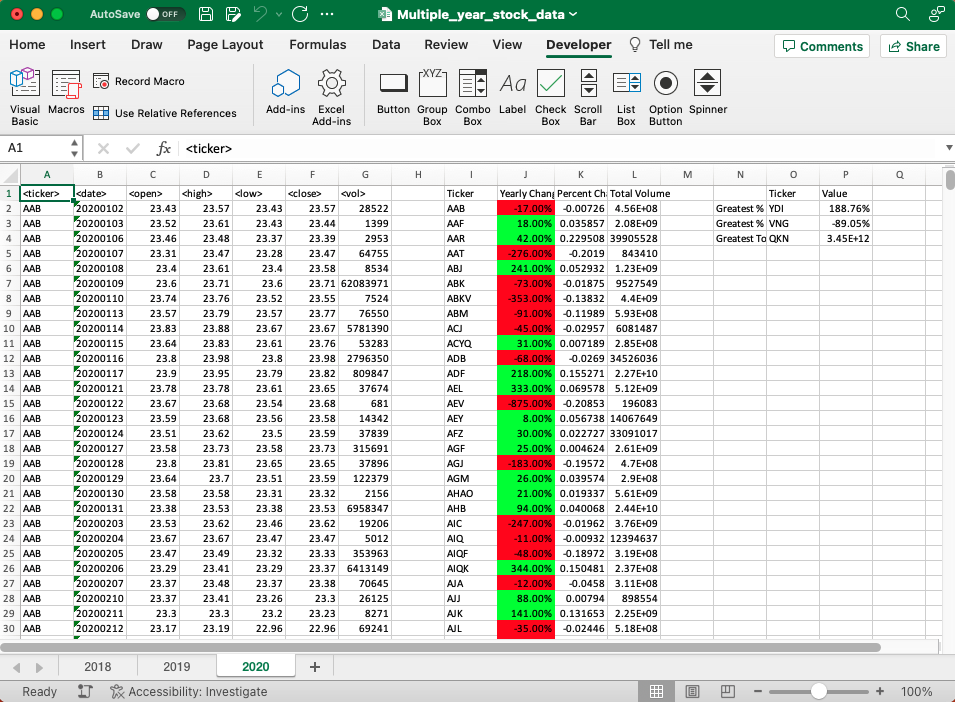 AutoSave OFF Multiple_year_stock_data
Home Insert Draw Page Layout Formulas Data Review View Developer Tell me Comments Share
Visual Basic Macros Record Macro Use Relative References Add-ins Excel Add-ins Button Group Box Combo Box Label Check Box Scroll Bar List Box Option Button Spinner
XYZ Aa
A1 fx <ticker>
A B C D E F G H I J K L M N O P Q
1 <ticker> <date> <open> <high> <low> <close> <vol> Ticker Yearly Chang Percent Ch Total Volume Ticker Value
2 AAB 20200102 23.43 23.57 23.43 23.57 28522 AAB -17.00% -0.00726 4.56E+08 Greatest % YDI 188.76%
3 AAB 20200103 23.52 23.61 23.43 23.44 1399 AAF 18.00% 0.035857 2.08E+09 Greatest % VNG -89.05%
4 AAB 20200106 23.46 23.48 23.37 23.39 2953 AAR 42.00% 0.229508 39905528 Greatest To QKN 3.45E+12
5 AAB 20200107 23.31 23.47 23.28 23.47 64755 AAT -276.00% -0.2019 843410
6 AAB 20200108 23.4 23.61 23.4 23.58 8534 ABJ 241.00% 0.052932 1.23E+09
7 AAB 20200109 23.6 23.71 23.6 23.71 62083971 ABK -73.00% -0.01875 9527549
8 AAB 20200110 23.74 23.76 23.52 23.55 7524 ABKV -353.00% -0.13832 4.4E+09
9 AAB 20200113 23.57 23.79 23.57 23.77 76550 ABM -91.00% -0.11989 5.93E+08
10 AAB 20200114 23.83 23.88 23.67 23.67 5781390 ACJ -45.00% -0.02957 6081487
11 AAB 20200115 23.64 23.83 23.61 23.76 53283 ACYQ 31.00% 0.007189 2.85E+08
12 AAB 20200116 23.8 23.98 23.8 23.98 2796350 ADB -68.00% -0.0269 34526036
13 AAB 20200117 23.9 23.95 23.79 23.82 809847 ADF 218.00% 0.155271 2.27E+10
14 AAB 20200121 23.78 23.78 23.61 23.65 37674 AEL 333.00% 0.069578 5.12E+09
15 AAB 20200122 23.67 23.68 23.54 23.68 681 AEV -875.00% -0.20853 196083
16 AAB 20200123 23.59 23.68 23.56 23.58 14342 AEY 8.00% 0.056738 14067649
17 AAB 20200124 23.51 23.62 23.5 23.59 37839 AFZ 30.00% 0.022727 33091017
18 AAB 20200127 23.58 23.73 23.58 23.73 315691 AGF 25.00% 0.004624 2.61E+09
19 AAB 20200128 23.8 23.81 23.65 23.65 37896 AGJ -183.00% -0.19572 4.7E+08
20 AAB 20200129 23.64 23.7 23.51 23.59 122379 AGM 26.00% 0.039574 2.9E+08
21 AAB 20200130 23.58 23.58 23.31 23.32 2156 AHAO 21.00% 0.019337 5.61E+09
22 AAB 20200131 23.38 23.53 23.38 23.53 6958347 AHB 94.00% 0.040068 2.44E+10
23 AAB 20200203 23.53 23.62 23.46 23.62 19206 AIC -247.00% -0.01962 3.76E+09
24 AAB 20200204 23.67 23.67 23.47 23.47 5012 AIQ -11.00% -0.00932 12394637
25 AAB 20200205 23.47 23.49 23.32 23.33 353963 AIQF -48.00% -0.18972 3.19E+08
26 AAB 20200206 23.29 23.41 23.29 23.37 6413149 AIQK 344.00% 0.150481 2.37E+08
27 AAB 20200207 23.37 23.48 23.37 23.38 70645 AJA -12.00% -0.0458 3.11E+08
28 AAB 20200210 23.37 23.41 23.26 23.3 26125 AJJ 88.00% 0.00794 898554
29 AAB 20200211 23.3 23.3 23.2 23.23 8271 AJK 141.00% 0.131653 2.25E+09
30 AAB 20200212 23.17 23.19 22.96 22.96 69241 AJL -35.00% -0.02446 5.18E+08
2018 2019 2020 +
Ready Accessibility: Investigate 100%